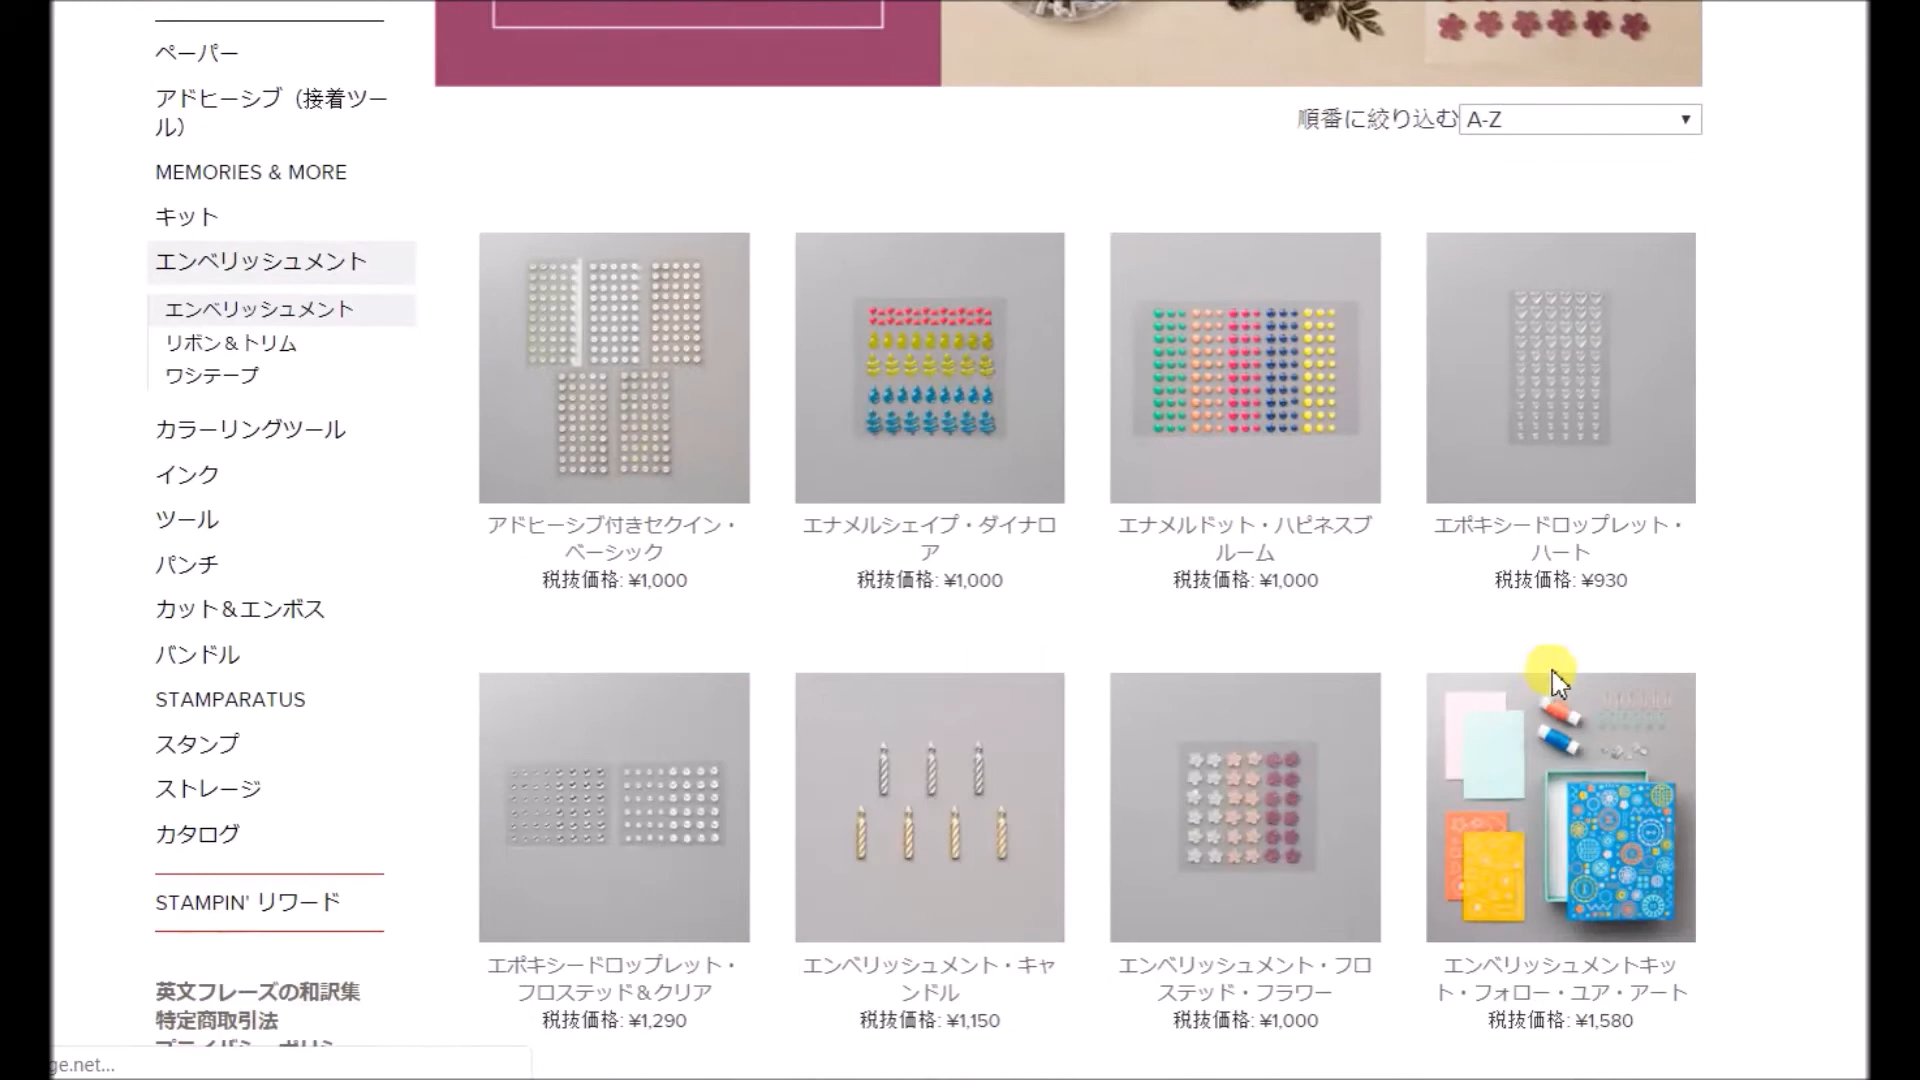 ペーパー
アドヒーシブ（接着ツー
ル）
MEMORIES & MORE
キット
エンベリッシュメント
エンベリッシュメント
リボン＆トリム
ワシテープ
カラーリングツール
インク
ツール
パンチ
カット＆エンボス
バンドル
STAMPARATUS
スタンプ
ストレージ
カタログ
STAMPIN' リワード
英文フレーズの和訳集
特定商取引法
ge.net...
順番に絞り込む A-Z
アドヒーシブ付きセクイン・
ベーシック
税抜価格: ¥1,000
エナメルシェイプ・ダイナロ
ア
税抜価格: ¥1,000
エナメルドット・ハピネスブ
ルーム
税抜価格: ¥1,000
エポキシードロップレット・
ハート
税抜価格: ¥930
エポキシードロップレット・
フロステッド＆クリア
税抜価格: ¥1,290
エンベリッシュメント・キャ
ンドル
税抜価格: ¥1,150
エンベリッシュメント・フロ
ステッド・フラワー
税抜価格: ¥1,000
エンベリッシュメントキッ
ト・フォロー・ユア・アート
税抜価格: ¥1,580